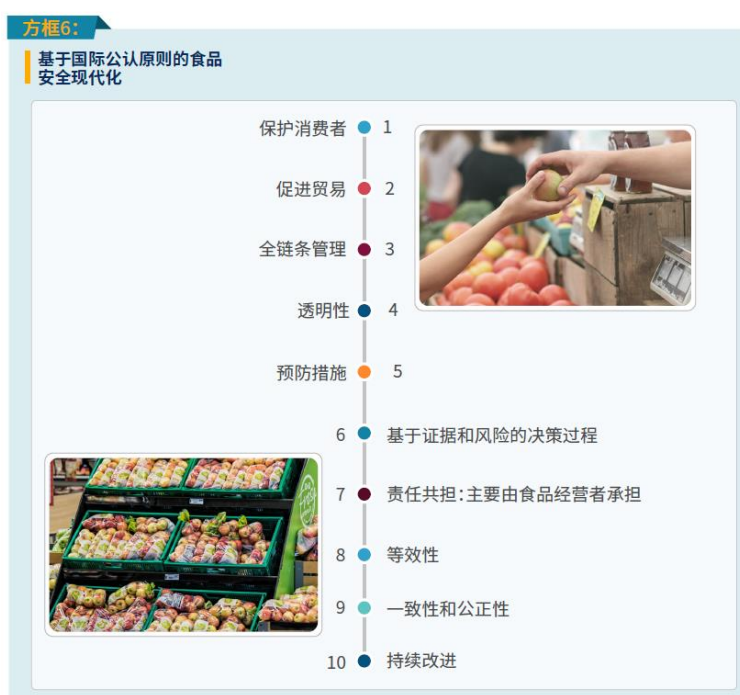 方框6：
基于国际公认原则的食品
安全现代化
保护消费者 1
促进贸易 2
全链条管理 3
透明性 4
预防措施 5
6 基于证据和风险的决策过程
7 责任共担：主要由食品经营者承担
8 等效性
9 一致性和公正性
10 持续改进